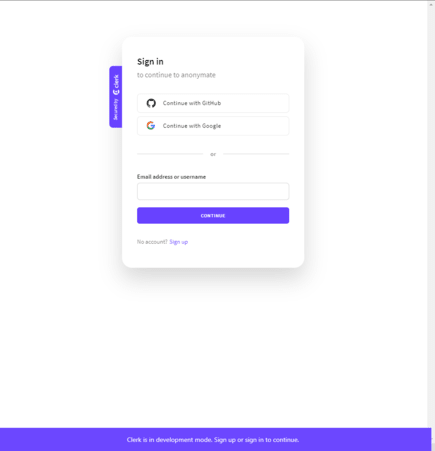 Sign in
to continue to anonymate
Secured by clerk
Continue with GitHub
Continue with Google
or
Email address or username
CONTINUE
No account? Sign up
Clerk is in development mode. Sign up or sign in to continue.